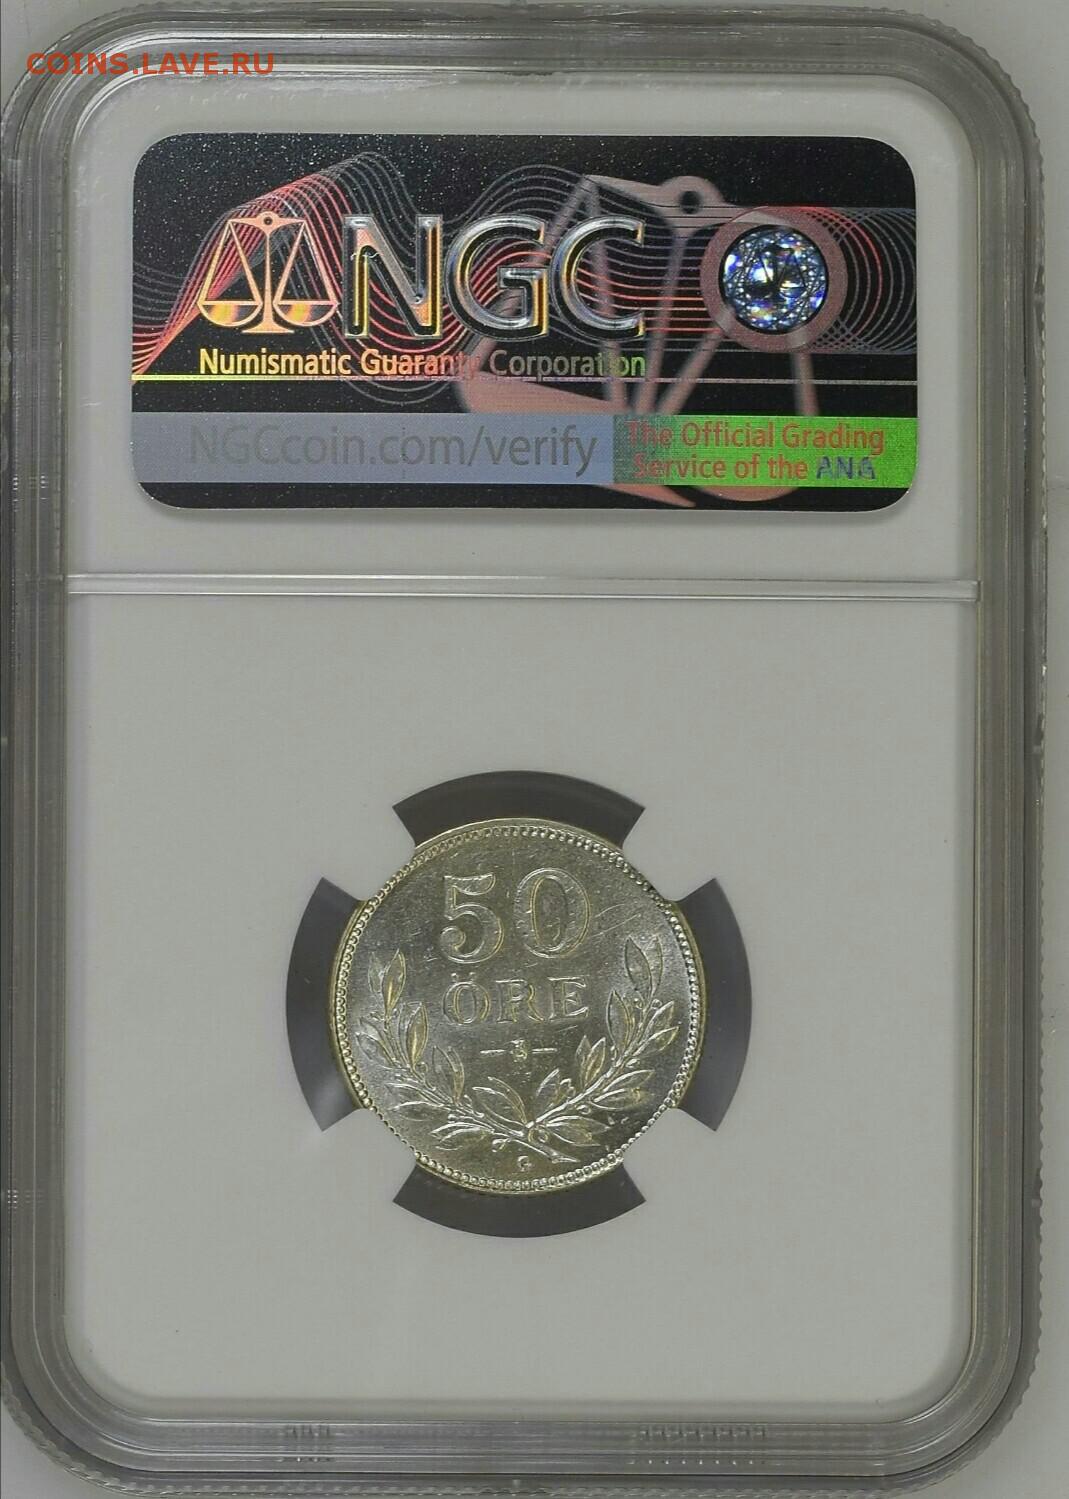 COINS.LAVE.RU
NGC
Numismatic Guaranty Corporation
NGCcoin.com/verify
The Official Grading
Service of the ANA
50
ÖRE
G